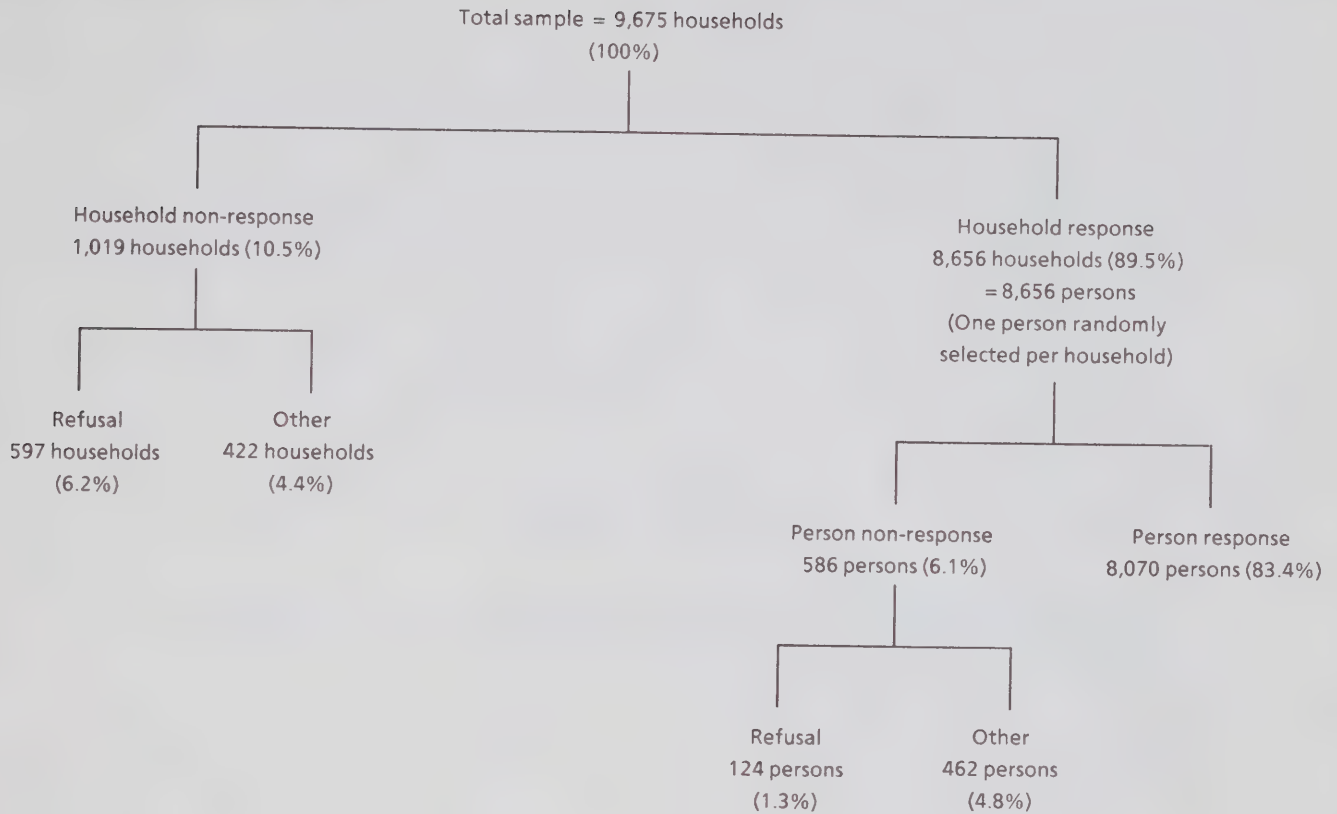 Total sample = 9,675 households
(100%)
Household non-response
1,019 households (10.5%)
Household response
8,656 households (89.5%)
= 8,656 persons
(One person randomly
selected per household)
Refusal
597 households
(6.2%)
Other
422 households
(4.4%)
Person non-response
586 persons (6.1%)
Person response
8,070 persons (83.4%)
Refusal
124 persons
(1.3%)
Other
462 persons
(4.8%)